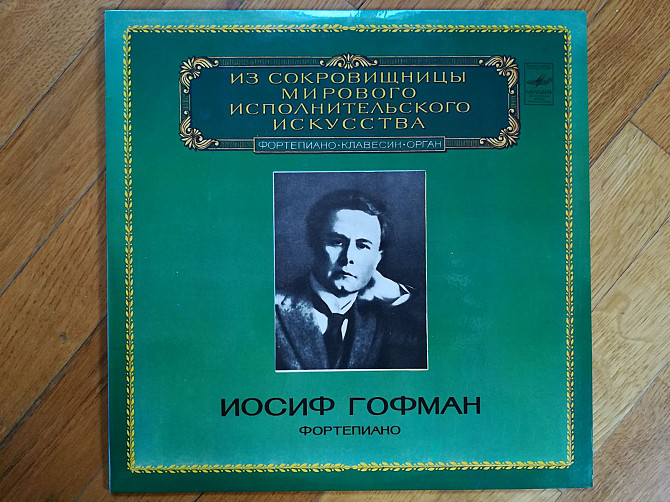 ИЗ СОКРОВИЩНИЦЫ
МИРОВОГО
ИСПОЛНИТЕЛЬСКОГО
ИСКУССТВА
ФОРТЕПИАНО•КЛАВЕСИН•ОРГАН
ИОСИФ ГОФМАН
ФОРТЕПИАНО